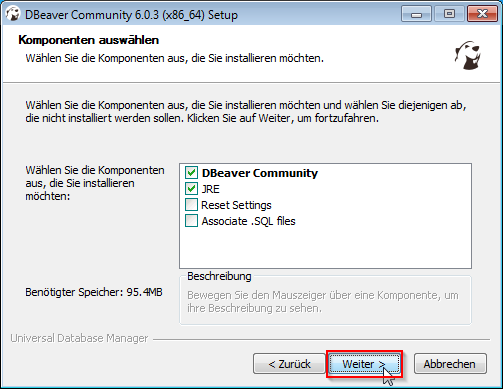 DBeaver Community 6.0.3 (x86_64) Setup
Komponenten auswählen
Wählen Sie die Komponenten aus, die Sie installieren möchten.
Wählen Sie die Komponenten aus, die Sie installieren möchten und wählen Sie diejenigen ab,
die nicht installiert werden sollen. Klicken Sie auf Weiter, um fortzufahren.
Wählen Sie die Komponenten
aus, die Sie installieren
möchten:
DBeaver Community
JRE
Reset Settings
Associate .SQL files
Benötigter Speicher: 95.4MB
Beschreibung
Bewegen Sie den Mauszeiger über eine Komponente, um
ihre Beschreibung zu sehen.
Universal Database Manager
< Zurück
Weiter >
Abbrechen